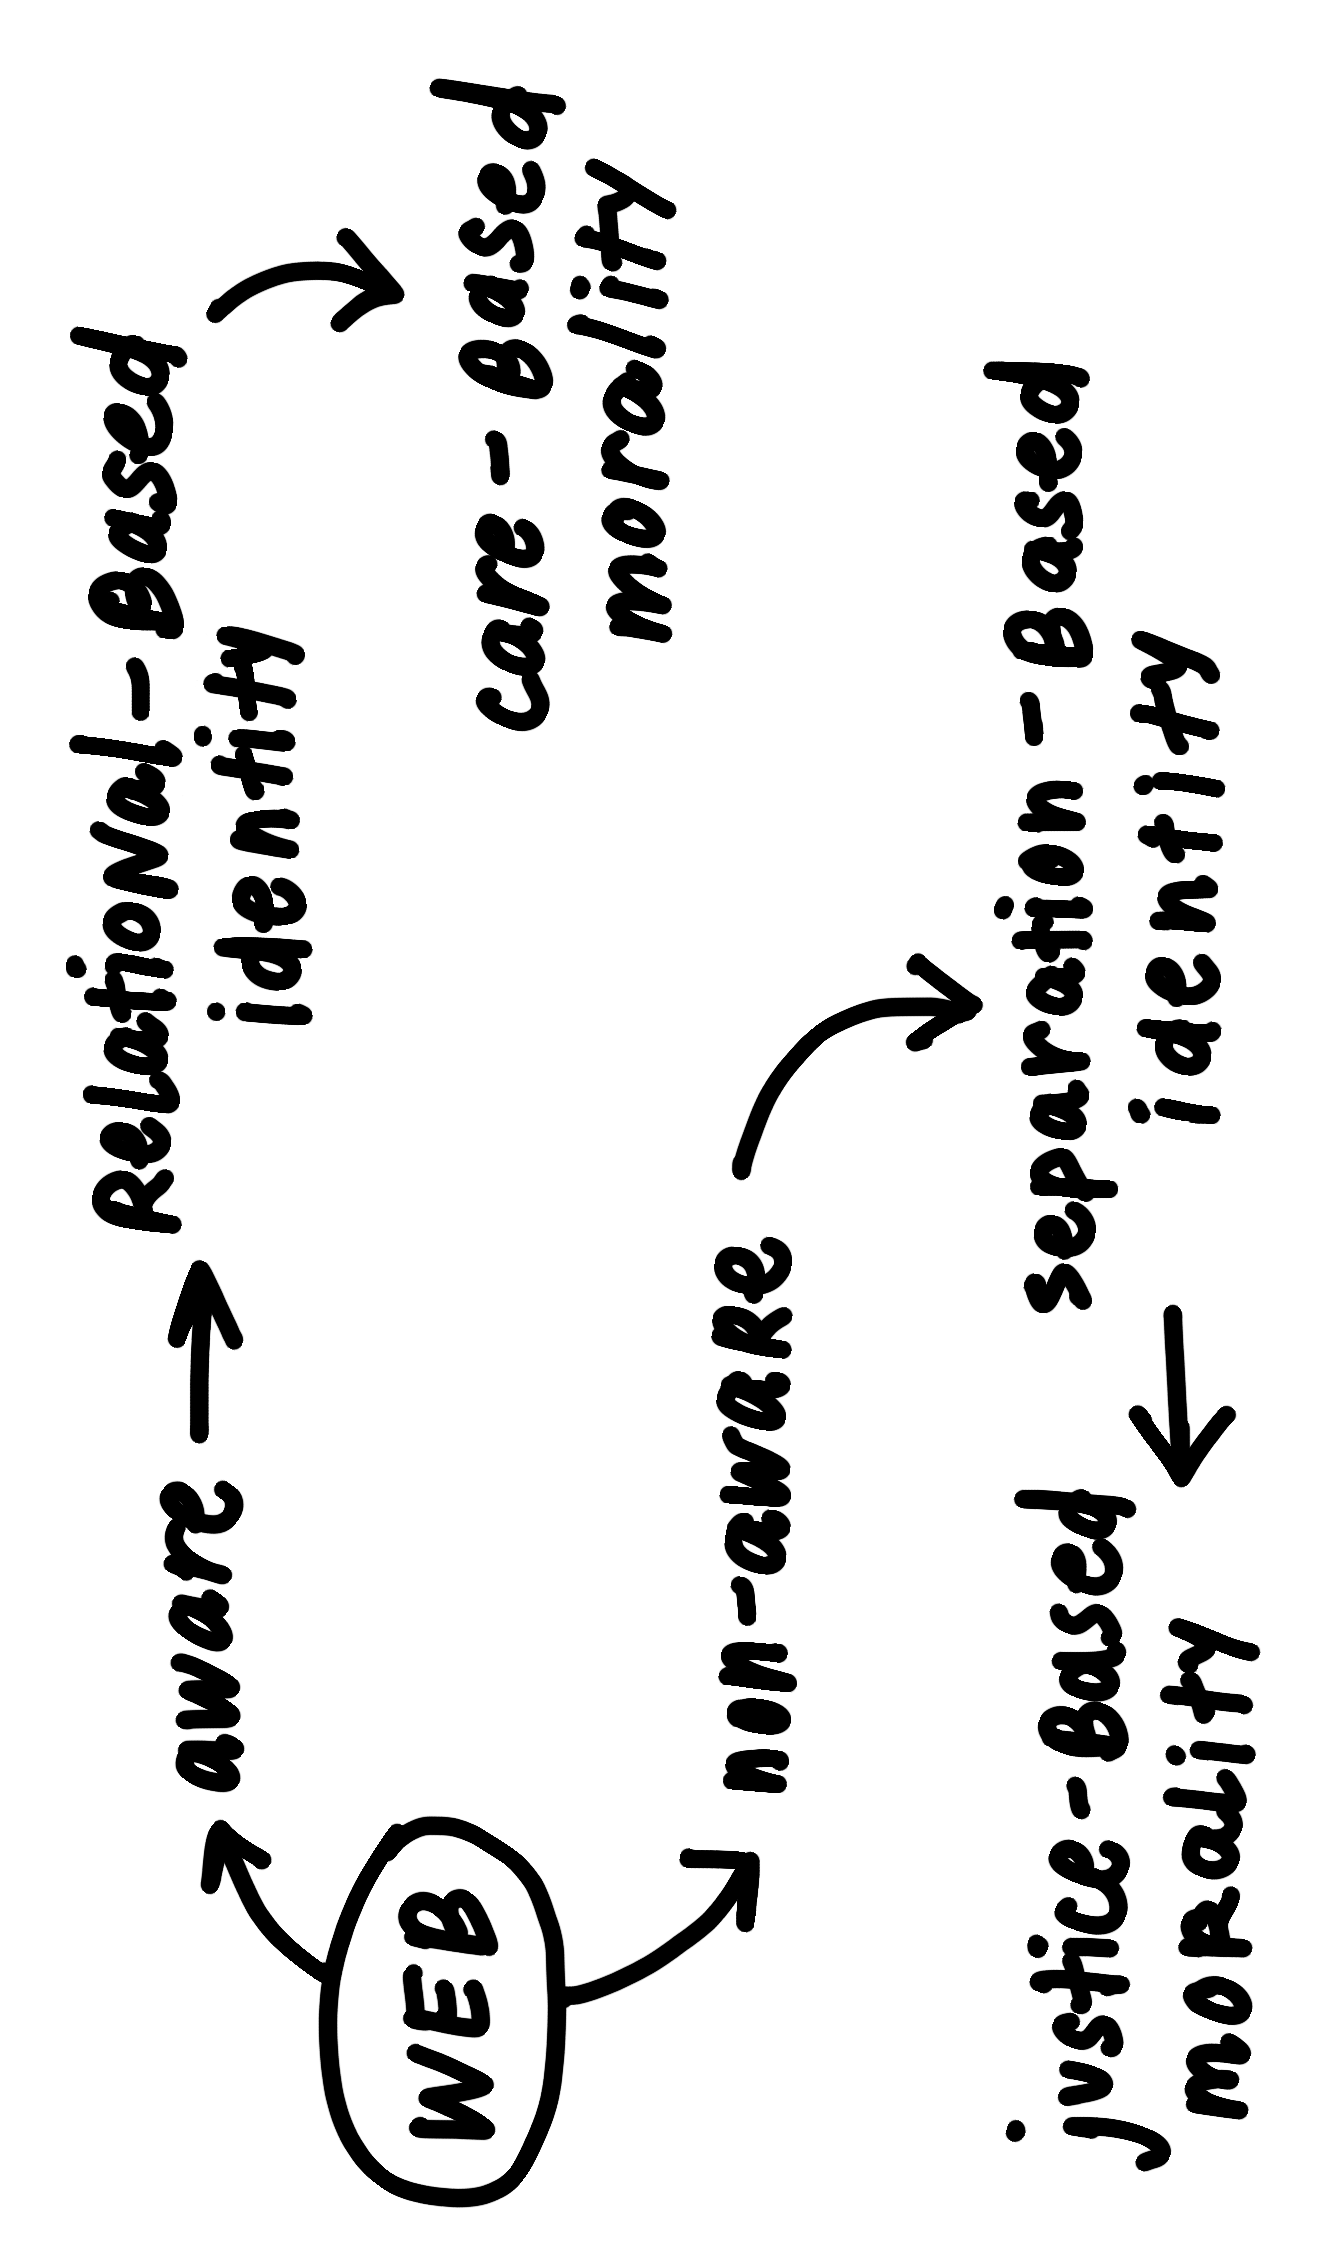 WEB
aware
Relational-Based
identity
care-Based
morality
non-aware
separation-Based
identity
justice-Based
morality